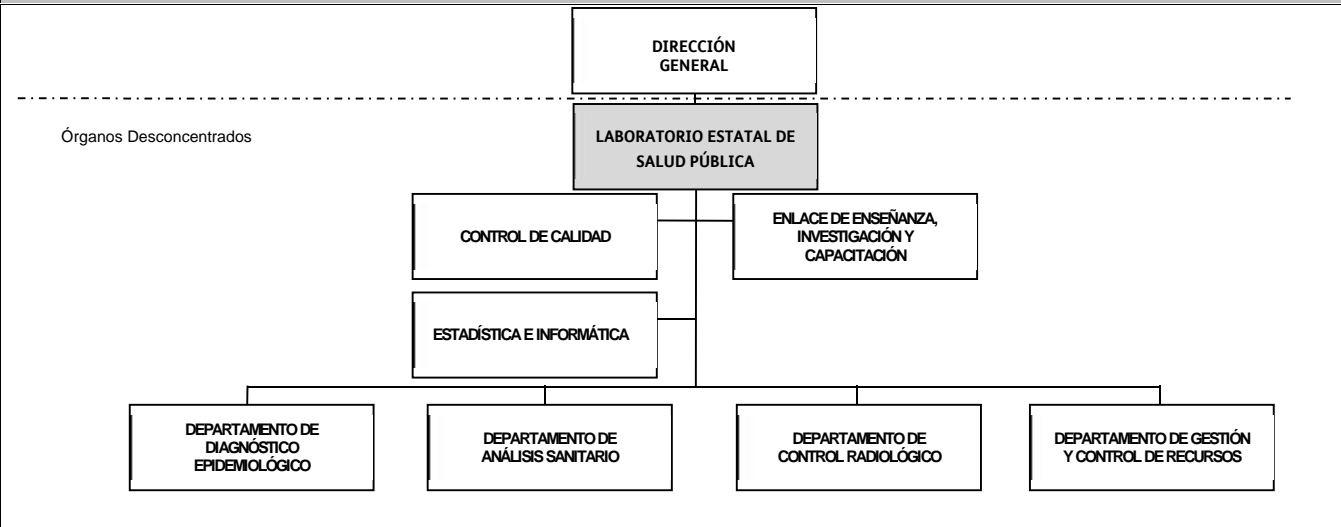 DIRECCIÓN
GENERAL
Órganos Desconcentrados
LABORATORIO ESTATAL DE
SALUD PÚBLICA
CONTROL DE CALIDAD
ENLACE DE ENSEÑANZA,
INVESTIGACIÓN Y
CAPACITACIÓN
ESTADÍSTICA E INFORMÁTICA
DEPARTAMENTO DE
DIAGNÓSTICO
EPIDEMIOLÓGICO
DEPARTAMENTO DE
ANÁLISIS SANITARIO
DEPARTAMENTO DE
CONTROL RADIOLÓGICO
DEPARTAMENTO DE GESTIÓN
Y CONTROL DE RECURSOS